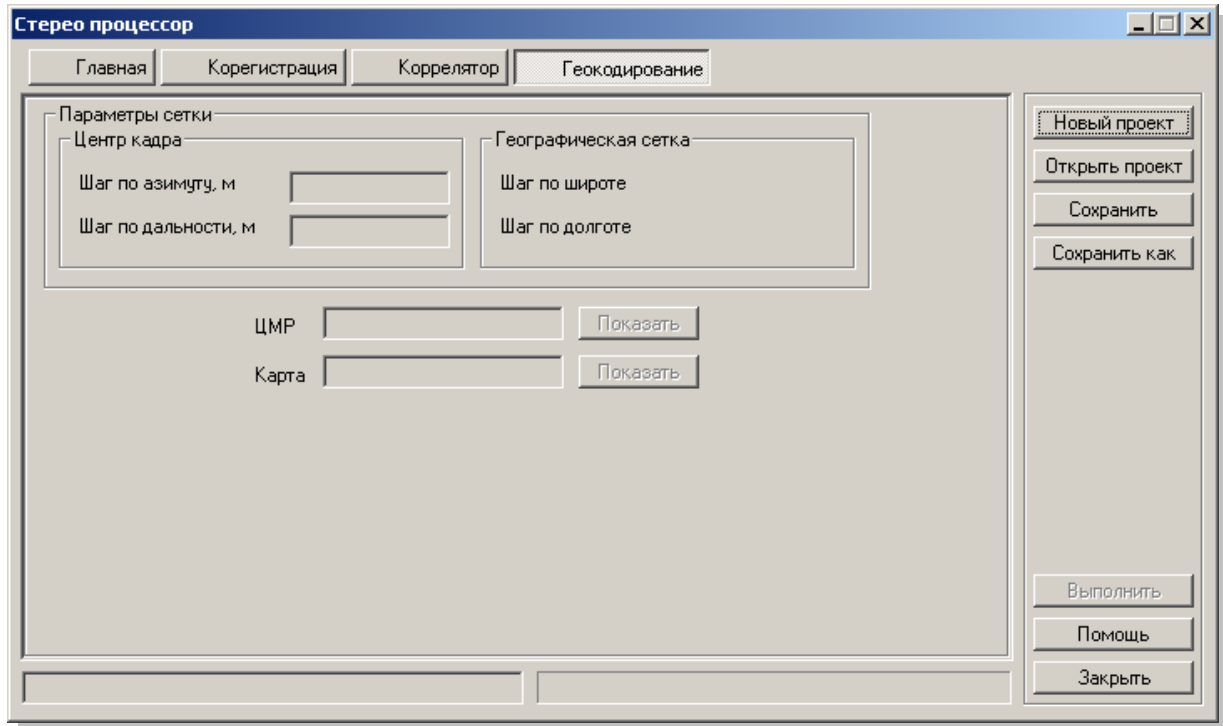 Стерео процессор
Главная
Корегистрация
Коррелятор
Геокодирование
Параметры сетки
Центр кадра
Шаг по азимуту, м
Шаг по дальности, м
Географическая сетка
Шаг по широте
Шаг по долготе
ЦМР
Показать
Карта
Показать
Новый проект
Открыть проект
Сохранить
Сохранить как
Выполнить
Помощь
Закрыть